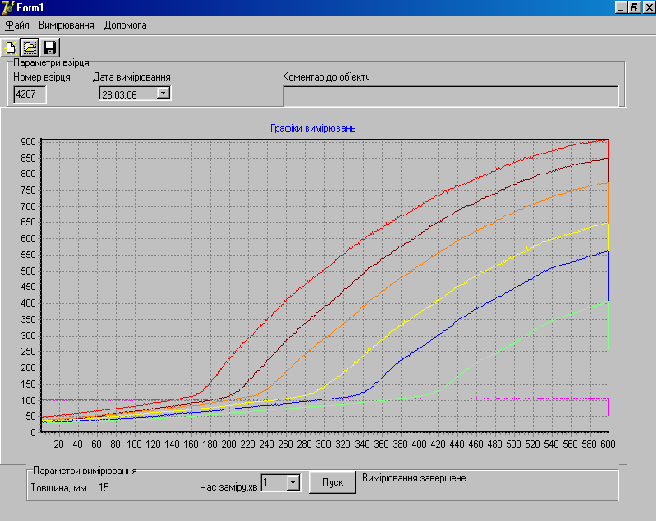 Form1
Файл Вимірювання Допомога
Параметри взірця
Номер взірця Дата вимірювання Коментар до об'єкту
4207 28.03.06
Графіки вимірювань
900
850
800
750
700
650
600
550
500
450
400
350
300
250
200
150
100
50
0
20 40 60 80 100 120 140 160 180 200 220 240 260 280 300 320 340 360 380 400 420 440 460 480 500 520 540 560 580 600
Параметри вимірювання
Товщина, мм 15 Час заміру,хв 1 Пуск Вимірювання завершене